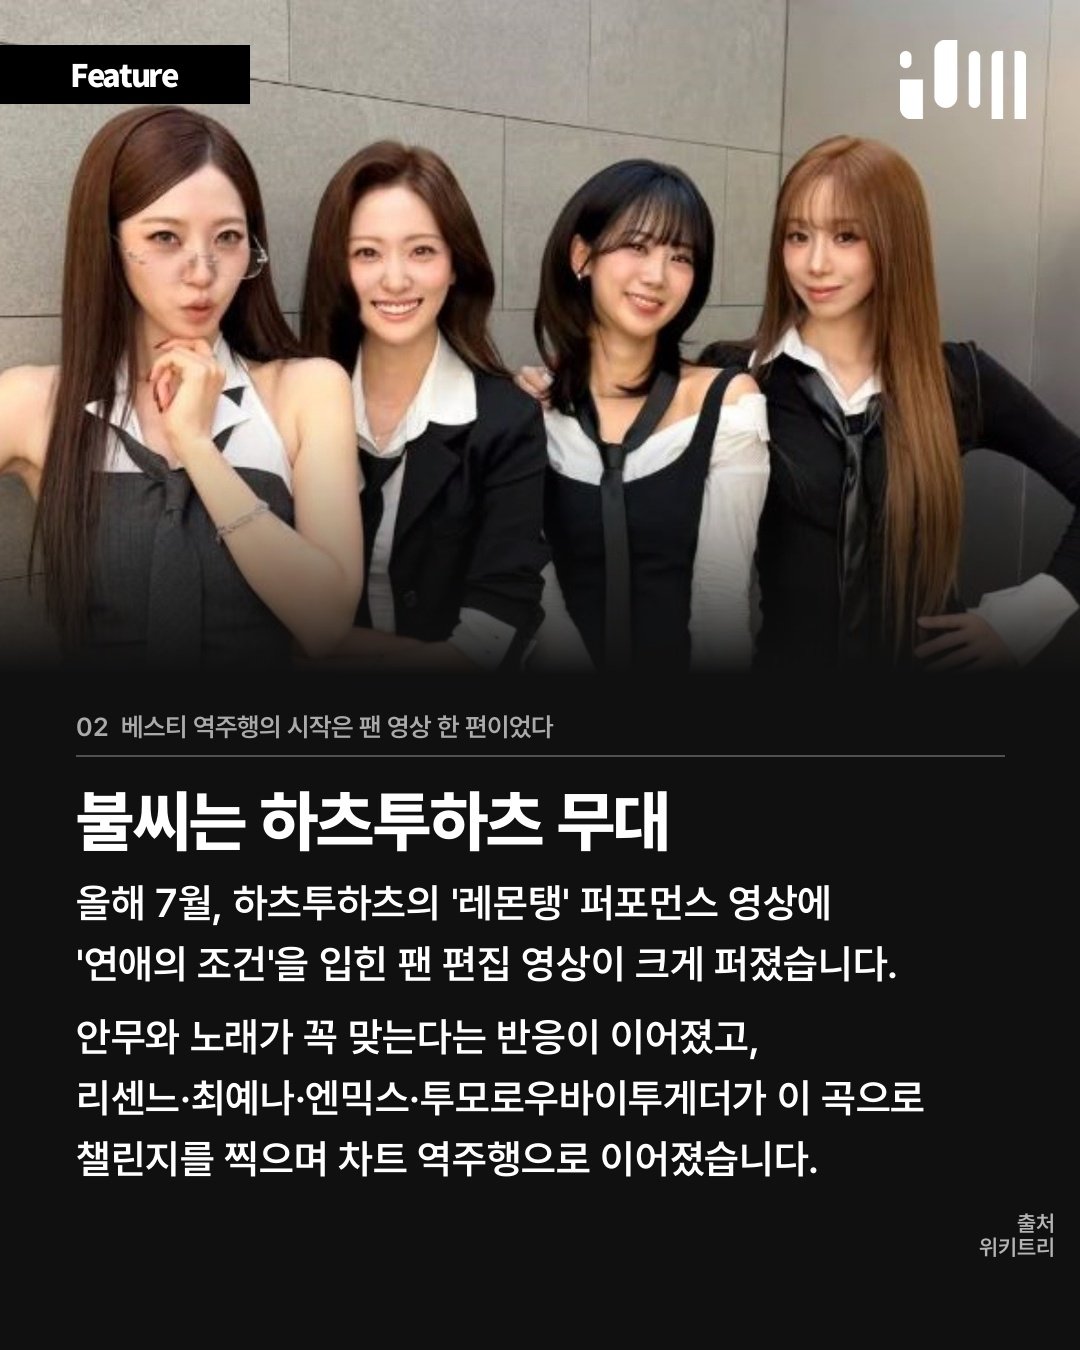 Feature
02 베스티 역주행의 시작은 팬 영상 한 편이었다
불씨는 하츠투하츠 무대
올해 7월, 하츠투하츠의 '레몬탱' 퍼포먼스 영상에
'연애의 조건'을 입힌 팬 편집 영상이 크게 퍼졌습니다.
안무와 노래가 꼭 맞는다는 반응이 이어졌고,
리센느·최예나·엔믹스·투모로우바이투게더가 이 곡으로
챌린지를 찍으며 차트 역주행으로 이어졌습니다.
출처
위키트리